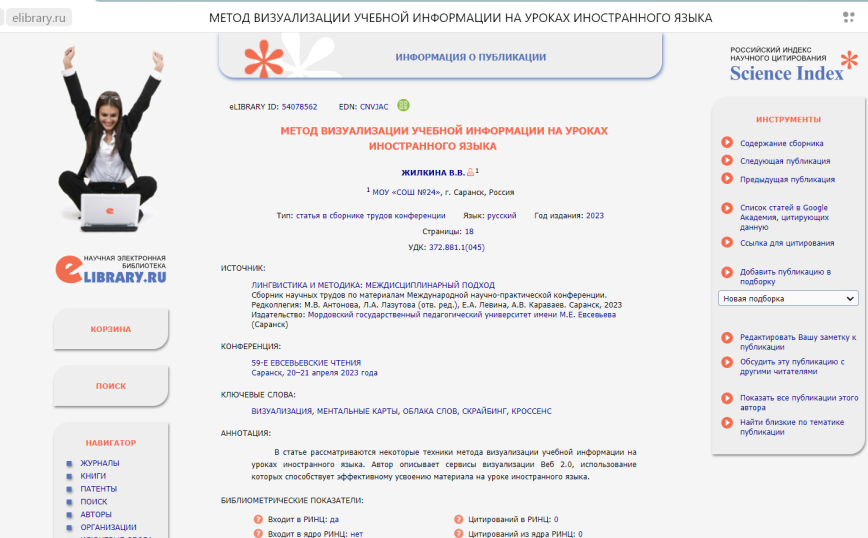 elibrary.ru
МЕТОД ВИЗУАЛИЗАЦИИ УЧЕБНОЙ ИНФОРМАЦИИ НА УРОКАХ ИНОСТРАННОГО ЯЗЫКА
НАУЧНАЯ ЭЛЕКТРОННАЯ
БИБЛИОТЕКА
eLIBRARY.RU
КОРЗИНА
ПОИСК
НАВИГАТОР
ЖУРНАЛЫ
КНИГИ
ПАТЕНТЫ
ПОИСК
АВТОРЫ
ОРГАНИЗАЦИИ
КЛЮЧЕВЫЕ СЛОВА
ИНФОРМАЦИЯ О ПУБЛИКАЦИИ
eLIBRARY ID: 54078562 EDN: CNVJAC
МЕТОД ВИЗУАЛИЗАЦИИ УЧЕБНОЙ ИНФОРМАЦИИ НА УРОКАХ
ИНОСТРАННОГО ЯЗЫКА
ЖИЛКИНА В.В. 1
1 МОУ «СОШ №24», г. Саранск, Россия
Тип: статья в сборнике трудов конференции Язык: русский Год издания: 2023
Страницы: 18
УДК: 372.881.1(045)
ИСТОЧНИК:
ЛИНГВИСТИКА И МЕТОДИКА: МЕЖДИСЦИПЛИНАРНЫЙ ПОДХОД
Сборник научных трудов по материалам Международной научно-практической конференции.
Редколлегия: М.В. Антонова, Л.А. Лазутова (отв. ред.), Е.А. Левина, А.В. Караваев. Саранск, 2023
Издательство: Мордовский государственный педагогический университет имени М.Е. Евсевьева
(Саранск)
КОНФЕРЕНЦИЯ:
59-Е ЕВСЕВЬЕВСКИЕ ЧТЕНИЯ
Саранск, 20–21 апреля 2023 года
КЛЮЧЕВЫЕ СЛОВА:
ВИЗУАЛИЗАЦИЯ, МЕНТАЛЬНЫЕ КАРТЫ, ОБЛАКА СЛОВ, СКРАЙБИНГ, КРОССЕНС
АННОТАЦИЯ:
В статье рассматриваются некоторые техники метода визуализации учебной информации на
уроках иностранного языка. Автор описывает сервисы визуализации Веб 2.0, использование
которых способствует эффективному усвоению материала на уроке иностранного языка.
БИБЛИОМЕТРИЧЕСКИЕ ПОКАЗАТЕЛИ:
Входит в РИНЦ: да Цитирований в РИНЦ: 0
Входит в ядро РИНЦ: нет Цитирований из ядра РИНЦ: 0
РОССИЙСКИЙ ИНДЕКС
НАУЧНОГО ЦИТИРОВАНИЯ
Science Index
ИНСТРУМЕНТЫ
Содержание сборника
Следующая публикация
Предыдущая публикация
Список статей в Google
Академия, цитирующих
данную
Ссылка для цитирования
Добавить публикацию в
подборку
Новая подборка
Редактировать Вашу заметку к
публикации
Обсудить эту публикацию с
другими читателями
Показать все публикации этого
автора
Найти близкие по тематике
публикации